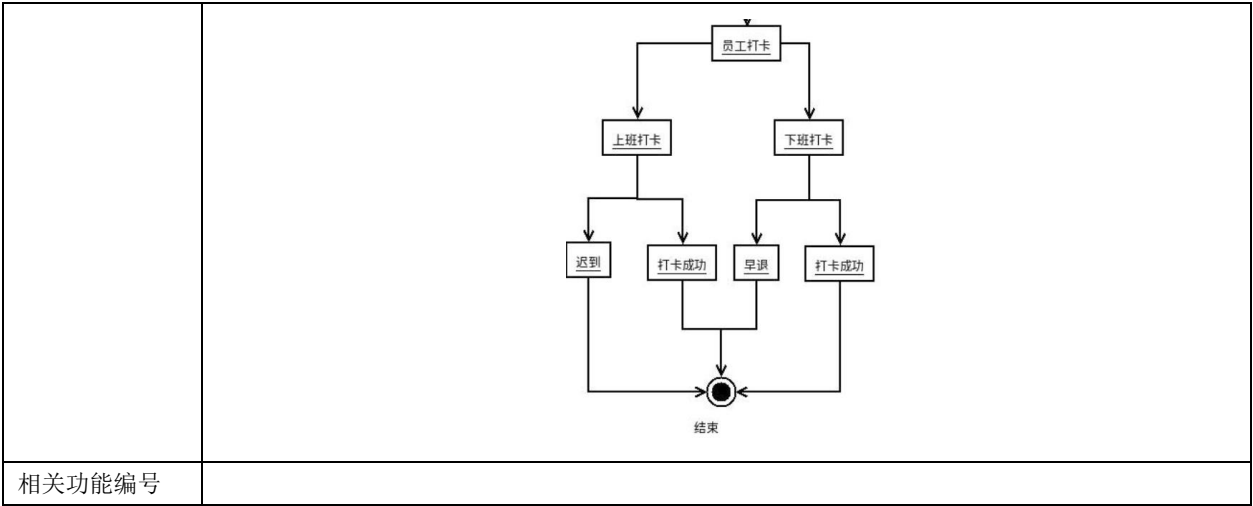 员工打卡
上班打卡
下班打卡
迟到
打卡成功
早退
打卡成功
结束
相关功能编号